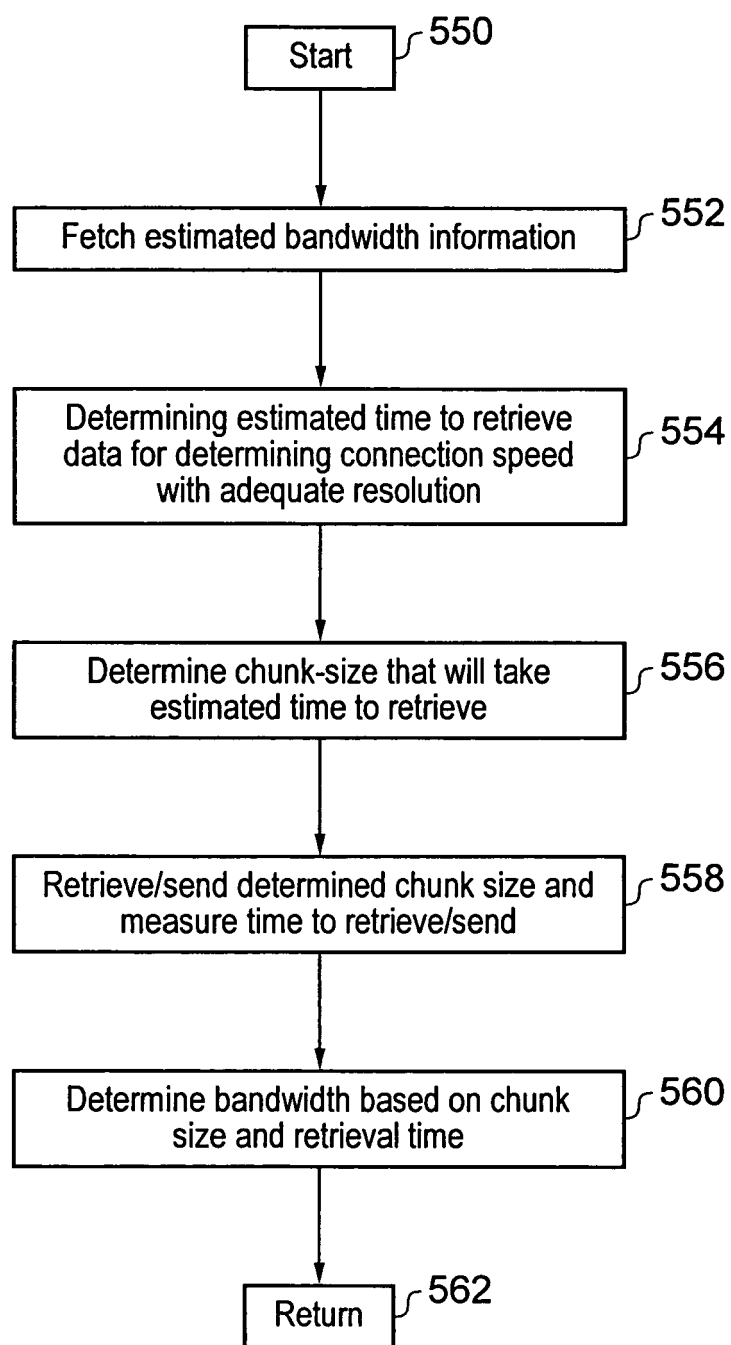 Start
550
Fetch estimated bandwidth information
552
Determining estimated time to retrieve
data for determining connection speed
with adequate resolution
554
Determine chunk-size that will take
estimated time to retrieve
556
Retrieve/send determined chunk size and
measure time to retrieve/send
558
Determine bandwidth based on chunk
size and retrieval time
560
Return
562